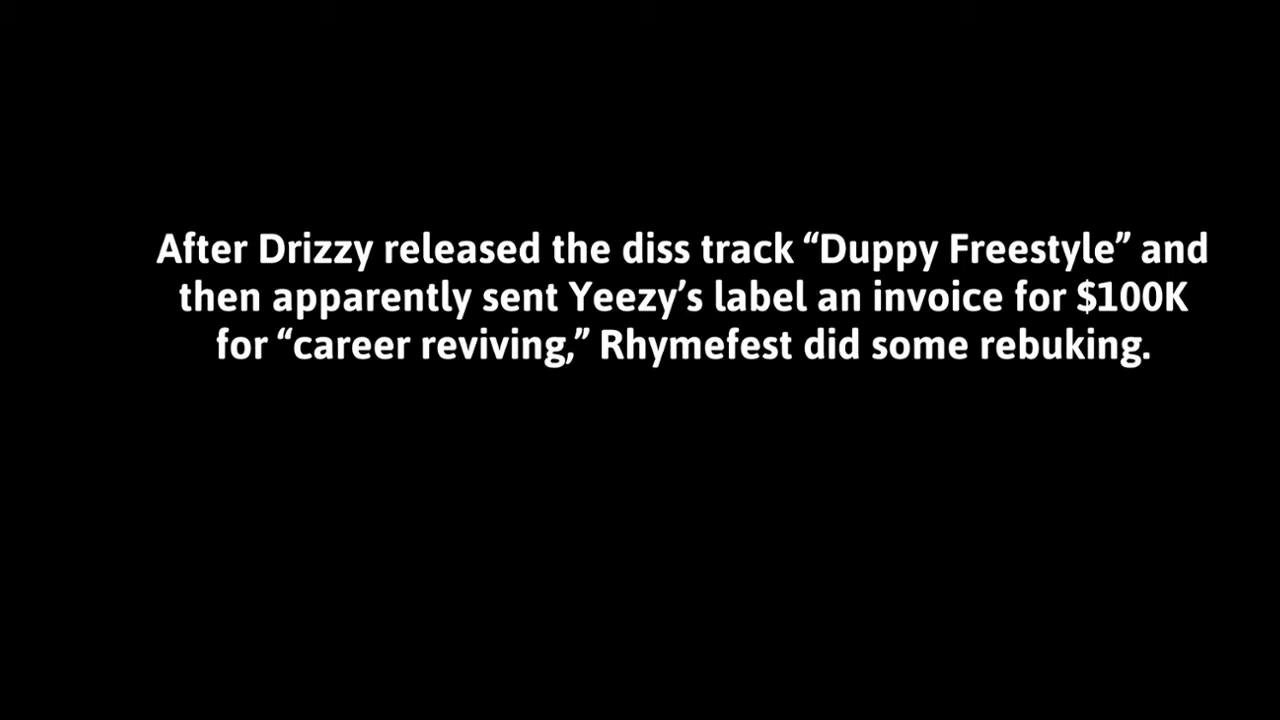 After Drizzy released the diss track “Duppy Freestyle” and
then apparently sent Yeezy’s label an invoice for $100K
for “career reviving,” Rhymefest did some rebuking.